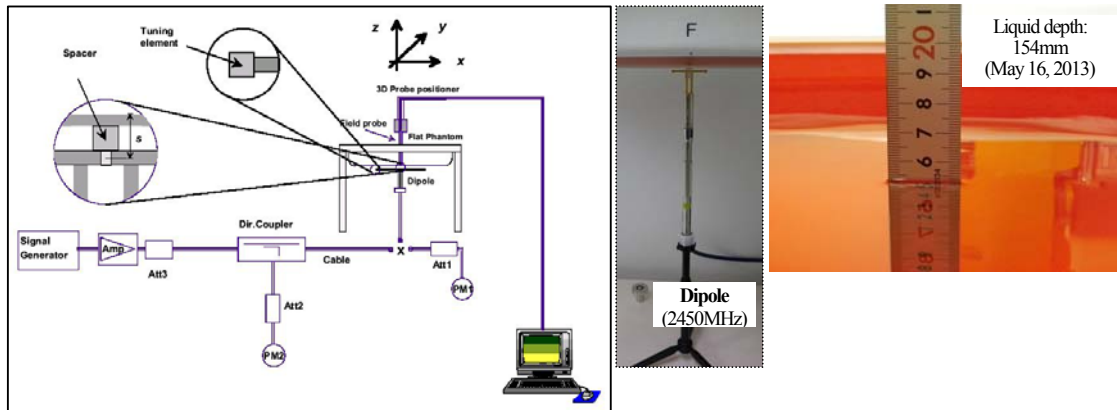 Tuning
element
z
y
x
Spacer
3D Probe positioner
Field probe
Flat Phantom
s
Dipole
Signal
Generator
Amp
Att3
Dir.Coupler
Cable
X
Att1
PM1
Att2
PM2
F
Dipole
(2450MHz)
Liquid depth:
154mm
(May 16, 2013)
1
20
9
8
7
6